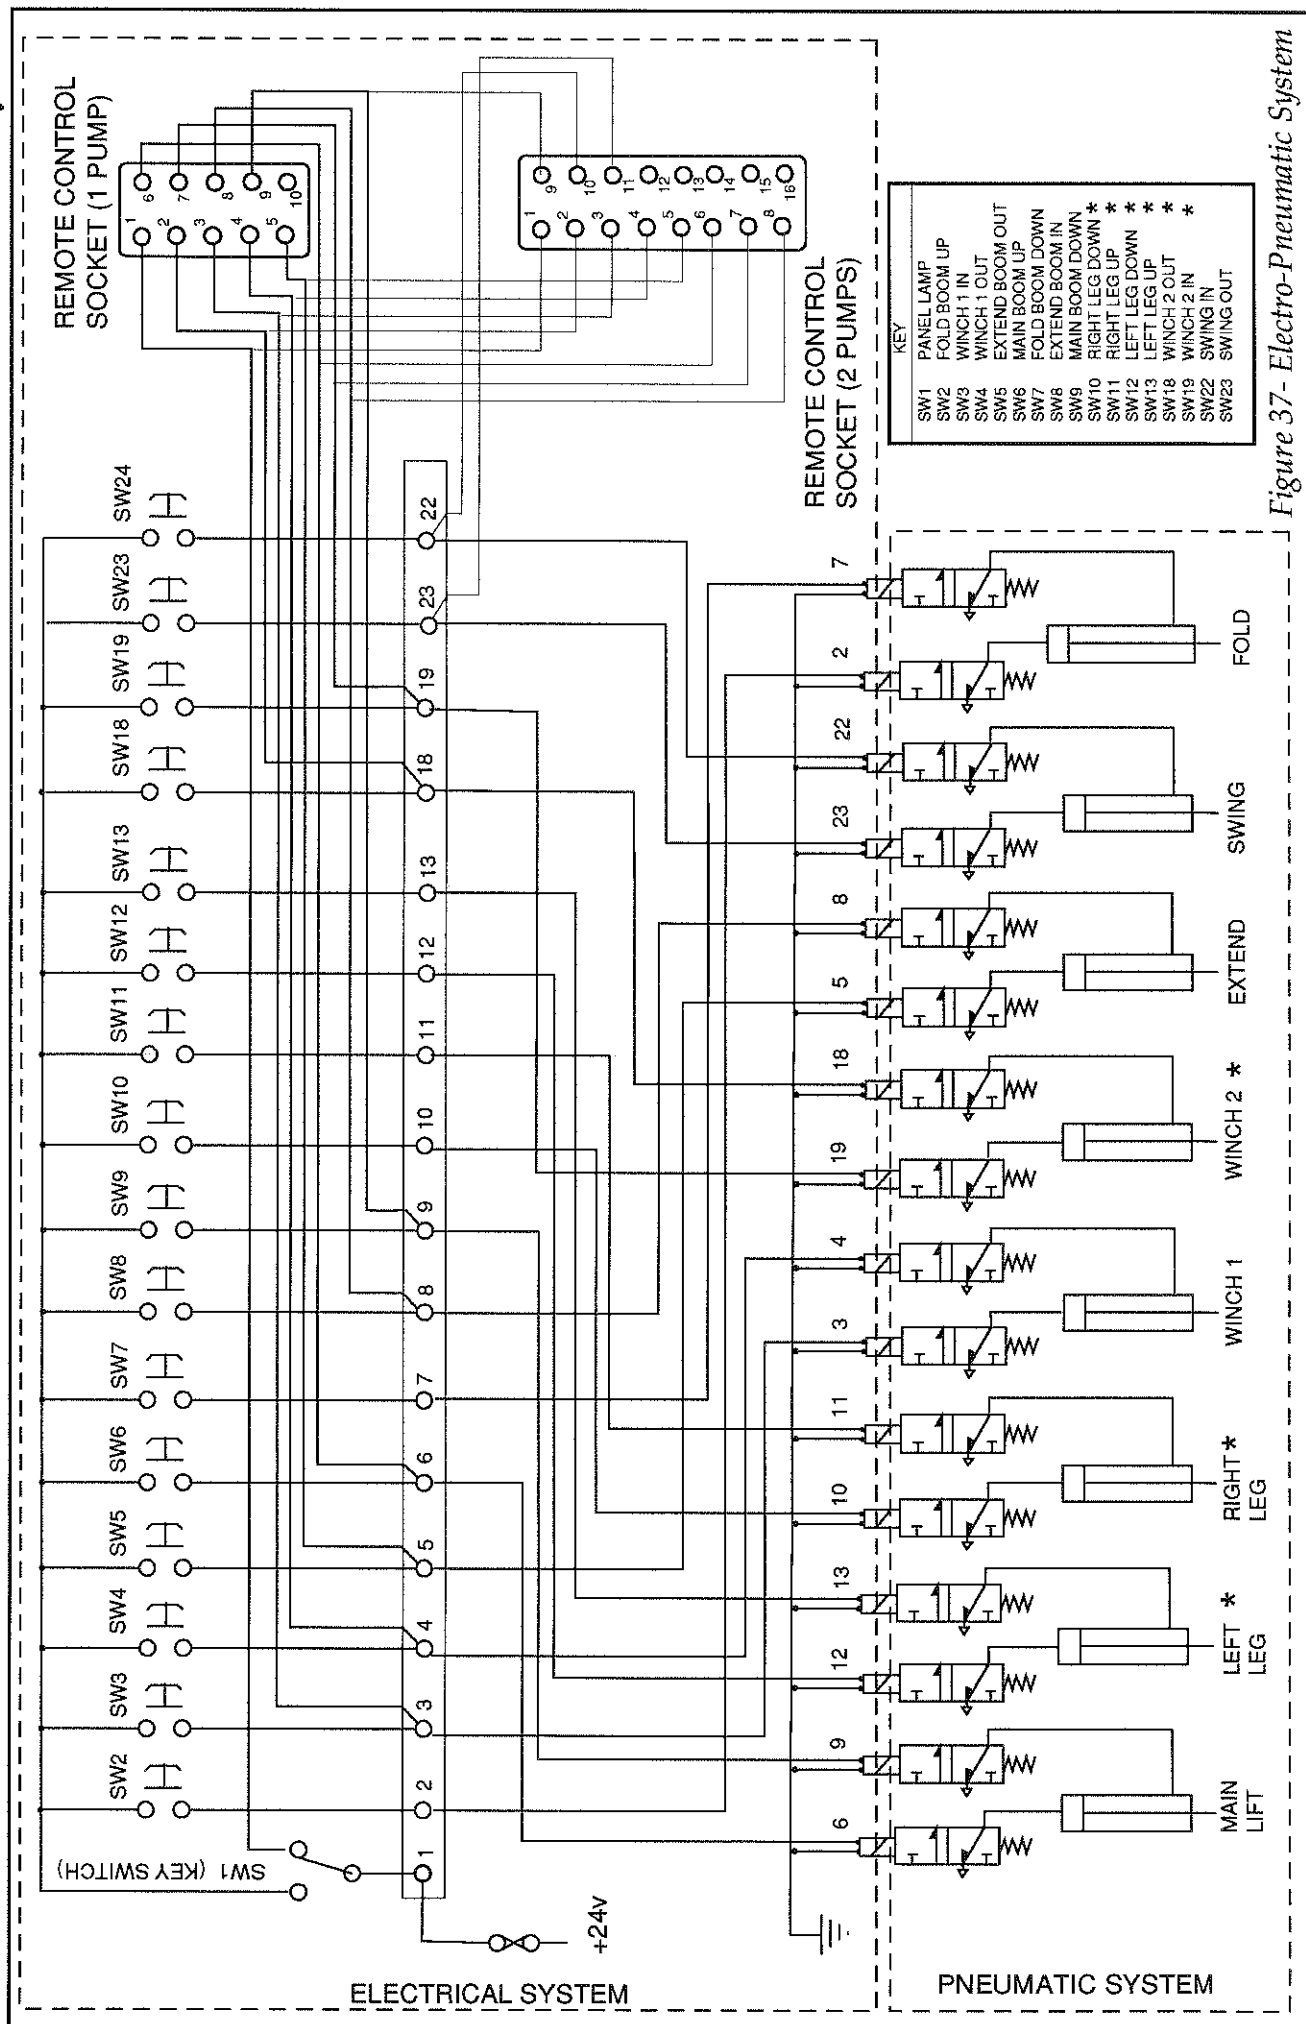 REMOTE CONTROL
SOCKET (1 PUMP)
1
2
3
4
5
6
7
8
9
10
1
2
3
4
5
6
7
8
9
10
11
12
13
14
15
16
REMOTE CONTROL
SOCKET (2 PUMPS)
SW1 (KEY SWITCH)
SW2
SW3
SW4
SW5
SW6
SW7
SW8
SW9
SW10
SW11
SW12
SW13
SW18
SW19
SW23
SW24
1
2
3
4
5
6
7
8
9
10
11
12
13
18
19
23
22
+24v
ELECTRICAL SYSTEM
6
9
12
13
10
11
3
4
19
18
5
8
23
22
2
7
PNEUMATIC SYSTEM
MAIN
LIFT
LEFT *
LEG
RIGHT *
LEG
WINCH 1
WINCH 2 *
EXTEND
SWING
FOLD
KEY
SW1 PANEL LAMP
SW2 FOLD BOOM UP
SW3 WINCH 1 IN
SW4 WINCH 1 OUT
SW5 EXTEND BOOM OUT
SW6 MAIN BOOM UP
SW7 FOLD BOOM DOWN
SW8 EXTEND BOOM IN
SW9 MAIN BOOM DOWN
SW10 RIGHT LEG DOWN *
SW11 RIGHT LEG UP *
SW12 LEFT LEG DOWN *
SW13 LEFT LEG UP *
SW18 WINCH 2 OUT *
SW19 WINCH 2 IN *
SW22 SWING IN
SW23 SWING OUT
Figure 37- Electro-Pneumatic System